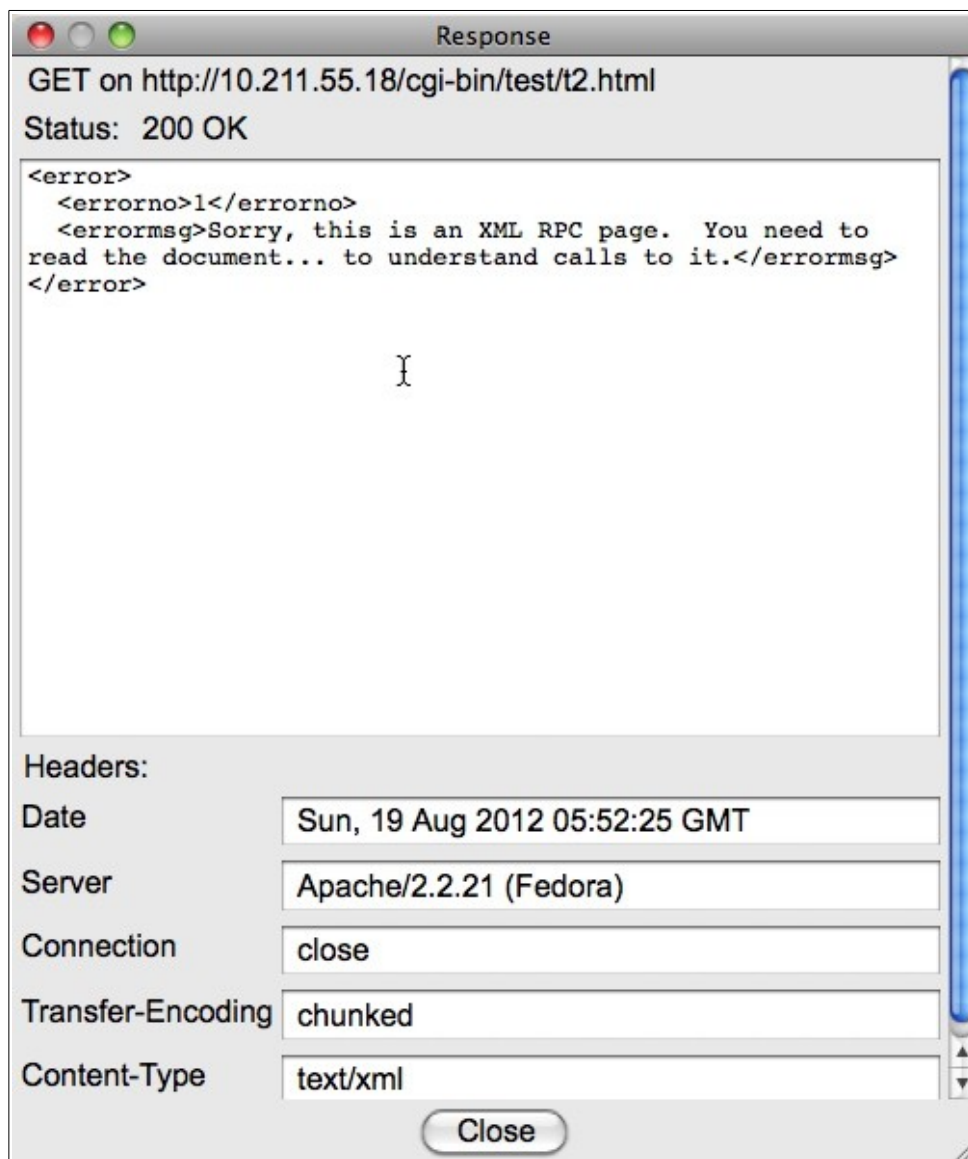 Response
GET on http://10.211.55.18/cgi-bin/test/t2.html
Status: 200 OK
<error>
  <errorno>1</errorno>
  <errormsg>Sorry, this is an XML RPC page.  You need to
read the document... to understand calls to it.</errormsg>
</error>
Headers:
Date Sun, 19 Aug 2012 05:52:25 GMT
Server Apache/2.2.21 (Fedora)
Connection close
Transfer-Encoding chunked
Content-Type text/xml
Close